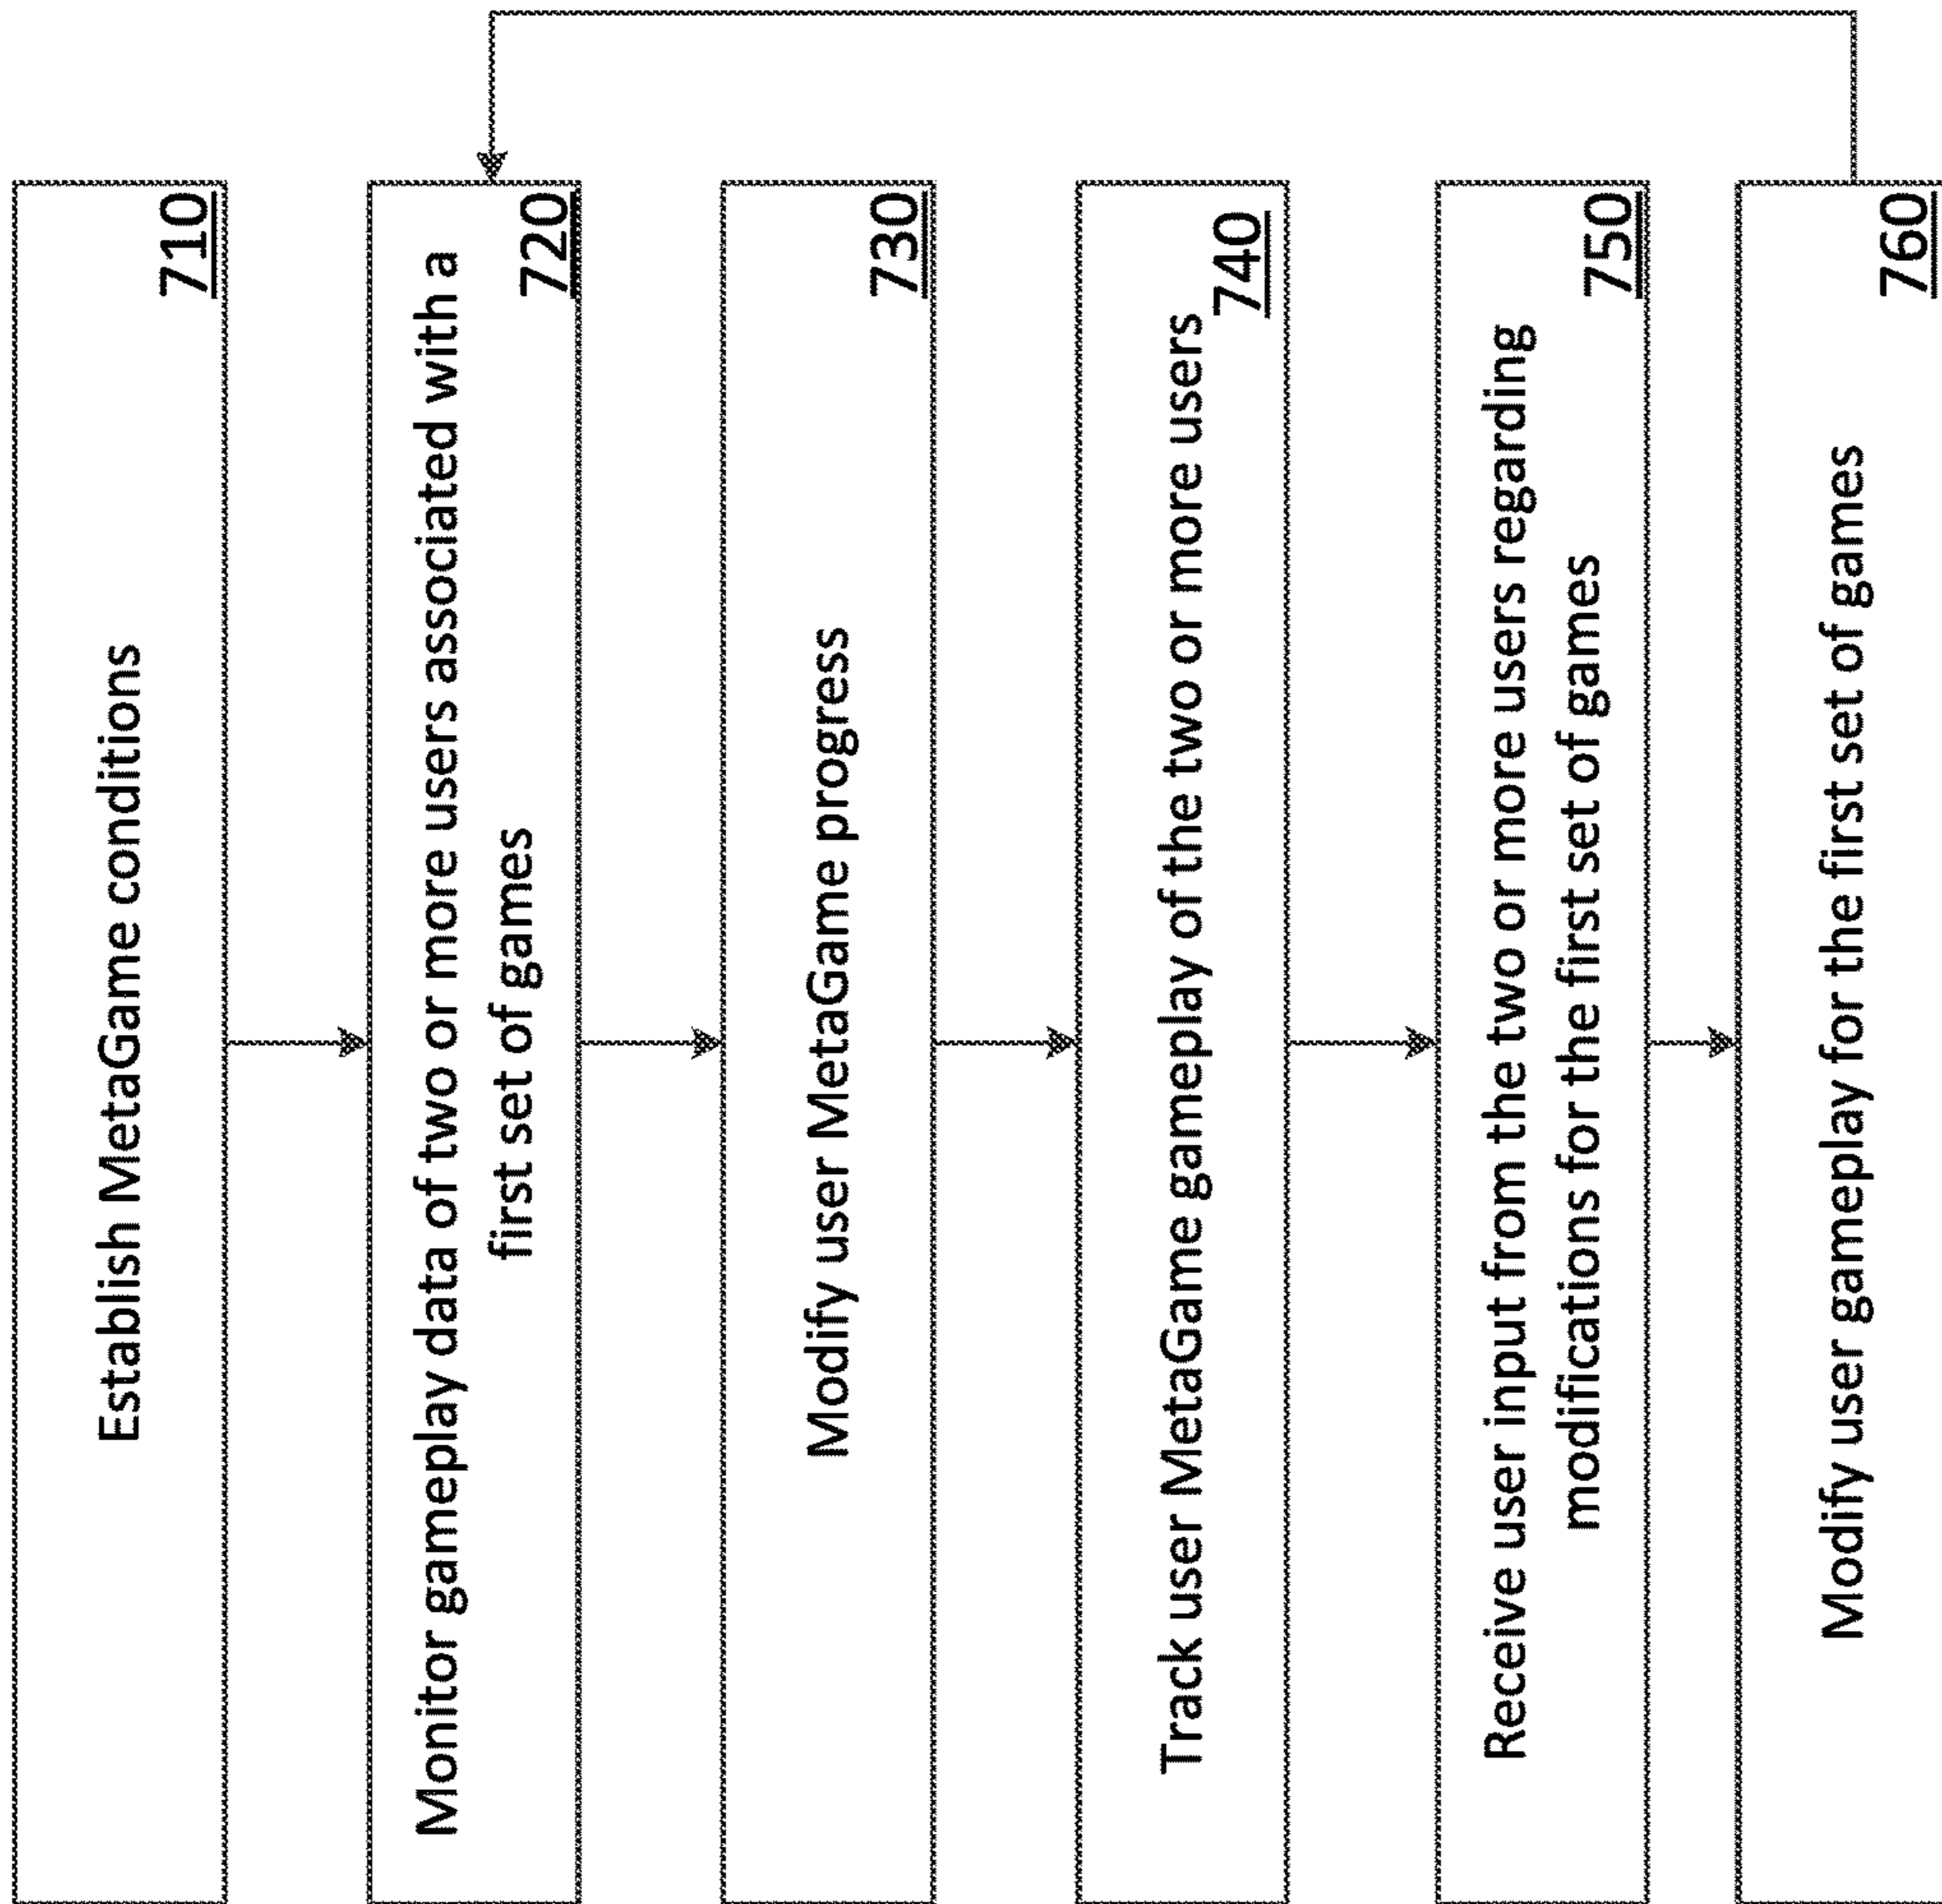 Establish MetaGame conditions
710
Monitor gameplay data of two or more users associated with a
first set of games
720
Modify user MetaGame progress
730
Track user MetaGame gameplay of the two or more users
740
Receive user input from the two or more users regarding
modifications for the first set of games
750
Modify user gameplay for the first set of games
760